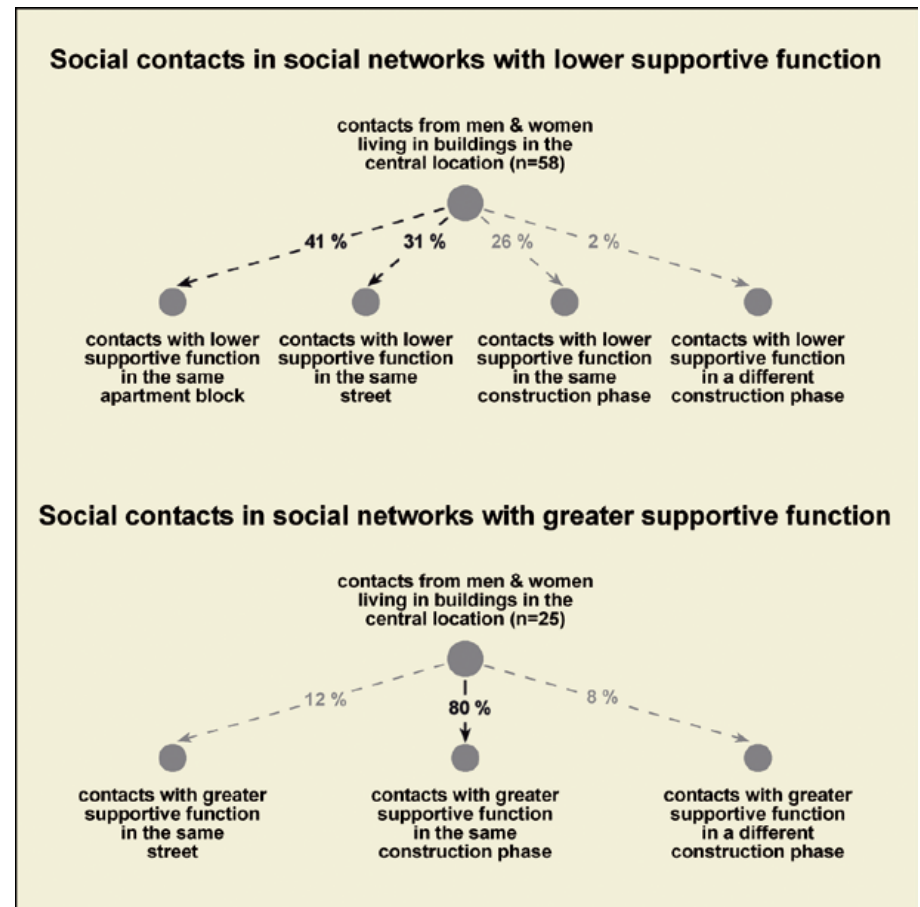 Social contacts in social networks with lower supportive function
contacts from men & women
living in buildings in the
central location (n=58)
41 %
31 %
26 %
2 %
contacts with lower
supportive function
in the same
apartment block
contacts with lower
supportive function
in the same
street
contacts with lower
supportive function
in the same
construction phase
contacts with lower
supportive function
in a different
construction phase
Social contacts in social networks with greater supportive function
contacts from men & women
living in buildings in the
central location (n=25)
12 %
80 %
8 %
contacts with greater
supportive function
in the same
street
contacts with greater
supportive function
in the same
construction phase
contacts with greater
supportive function
in a different
construction phase